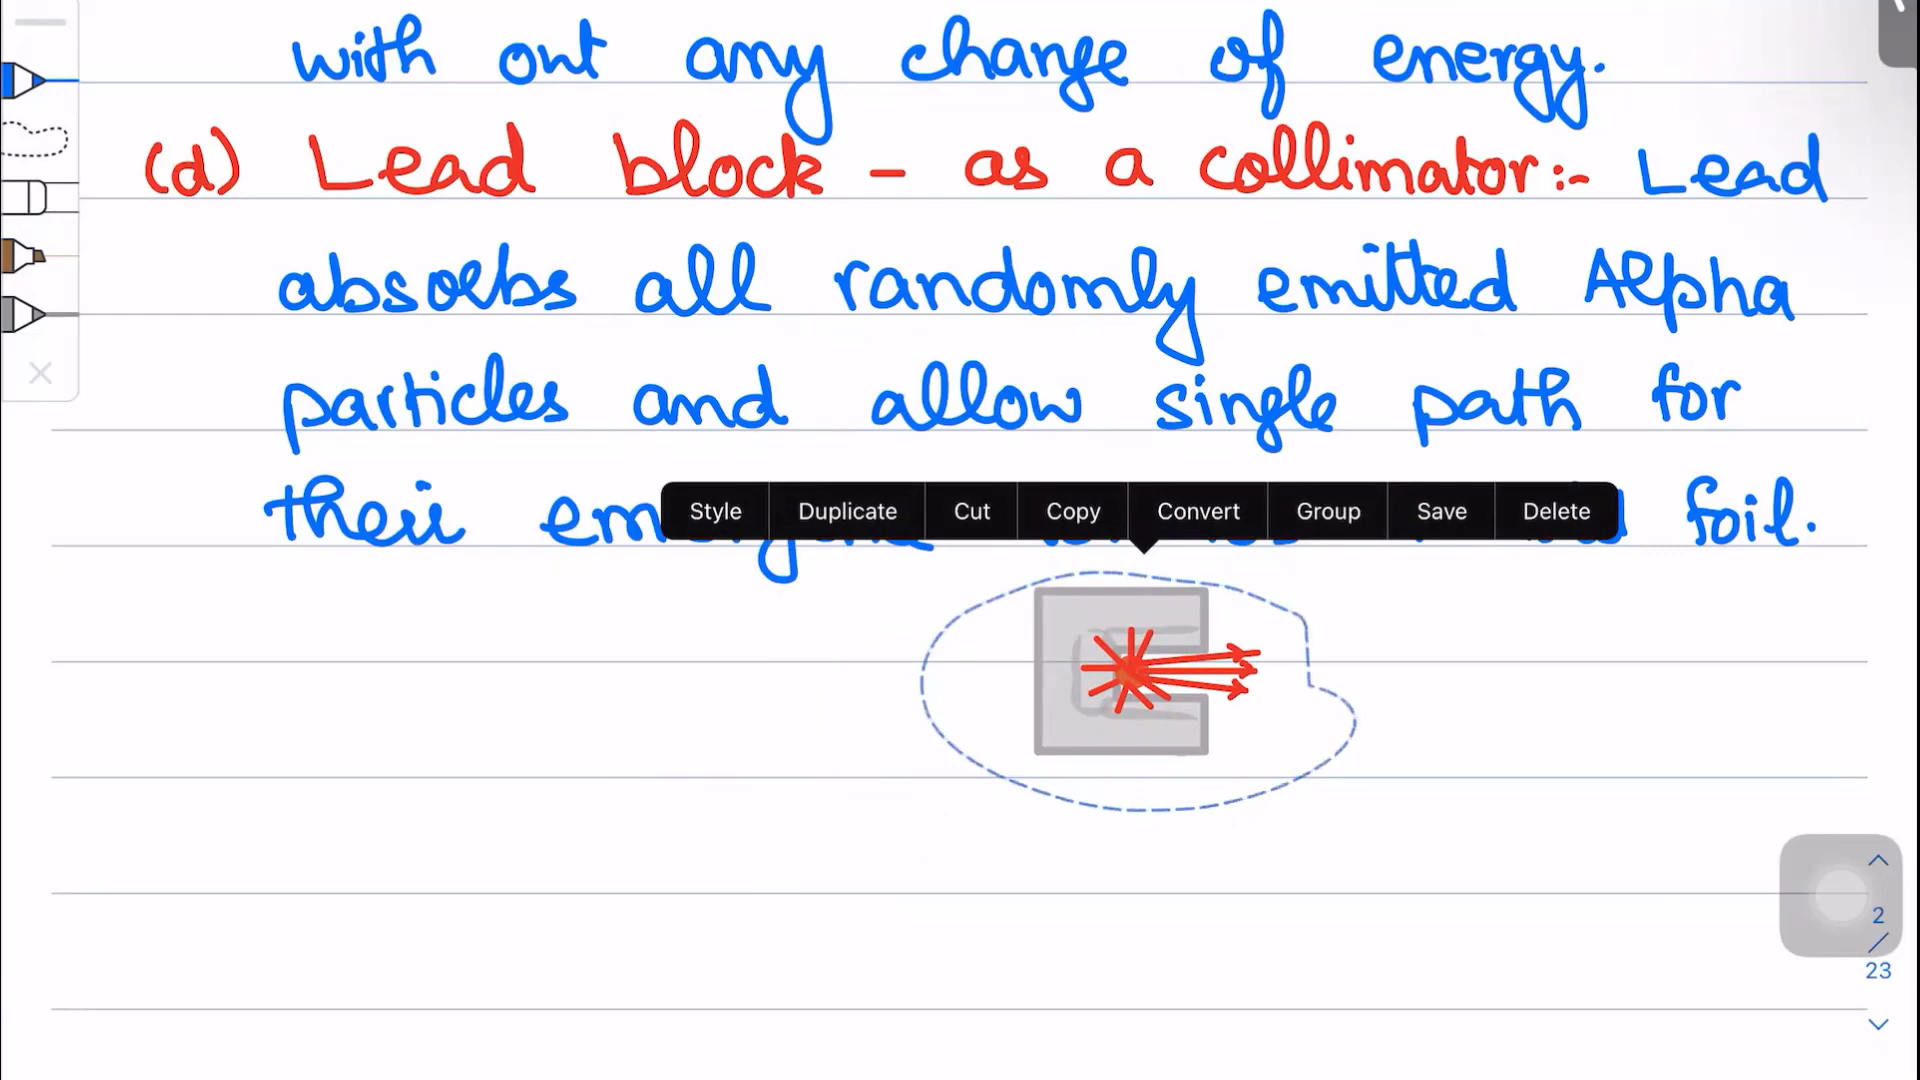 with out any change of energy.
(d) Lead block - as a collimator:- Lead
absorbs all randomly emitted Alpha
particles and allow single path for
their foil.
Style Duplicate Cut Copy Convert Group Save Delete
2
/
23